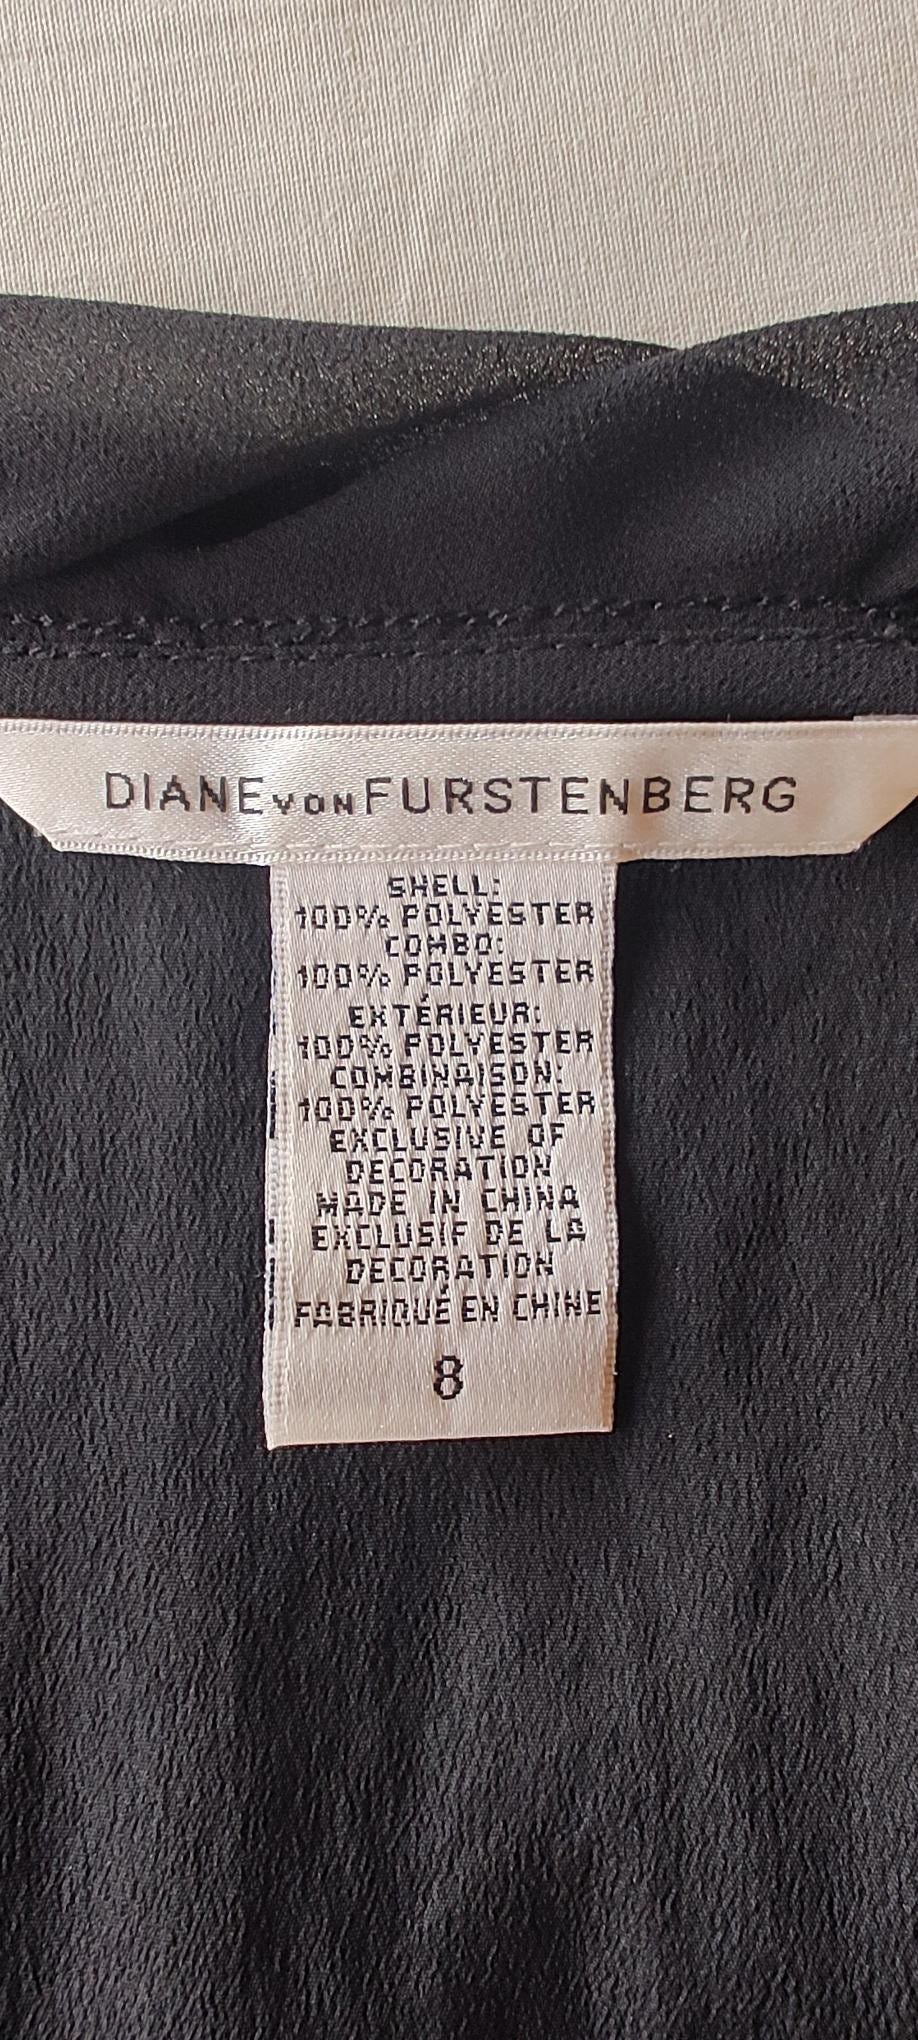 DIANE VON FURSTENBERG
SHELL:
100% POLYESTER
COMBO:
100% POLYESTER
EXTÉRIEUR:
100% POLYESTER
COMBINAISON:
100% POLYESTER
EXCLUSIVE OF
DECORATION
MADE IN CHINA
EXCLUSIF DE LA
DECORATION
FABRIQUÉ EN CHINE
8